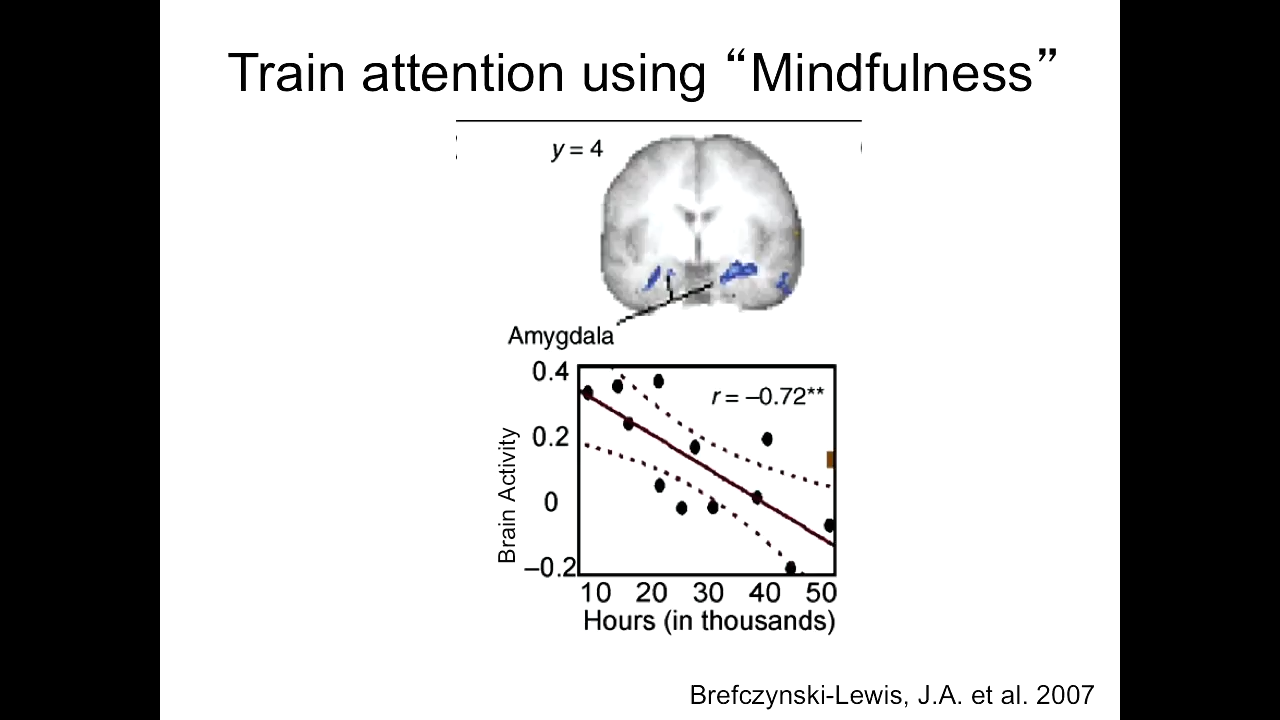 Train attention using “Mindfulness”
y = 4
Amygdala
0.4
r = –0.72**
0.2
0
–0.2
Brain Activity
10 20 30 40 50
Hours (in thousands)
Brefczynski-Lewis, J.A. et al. 2007